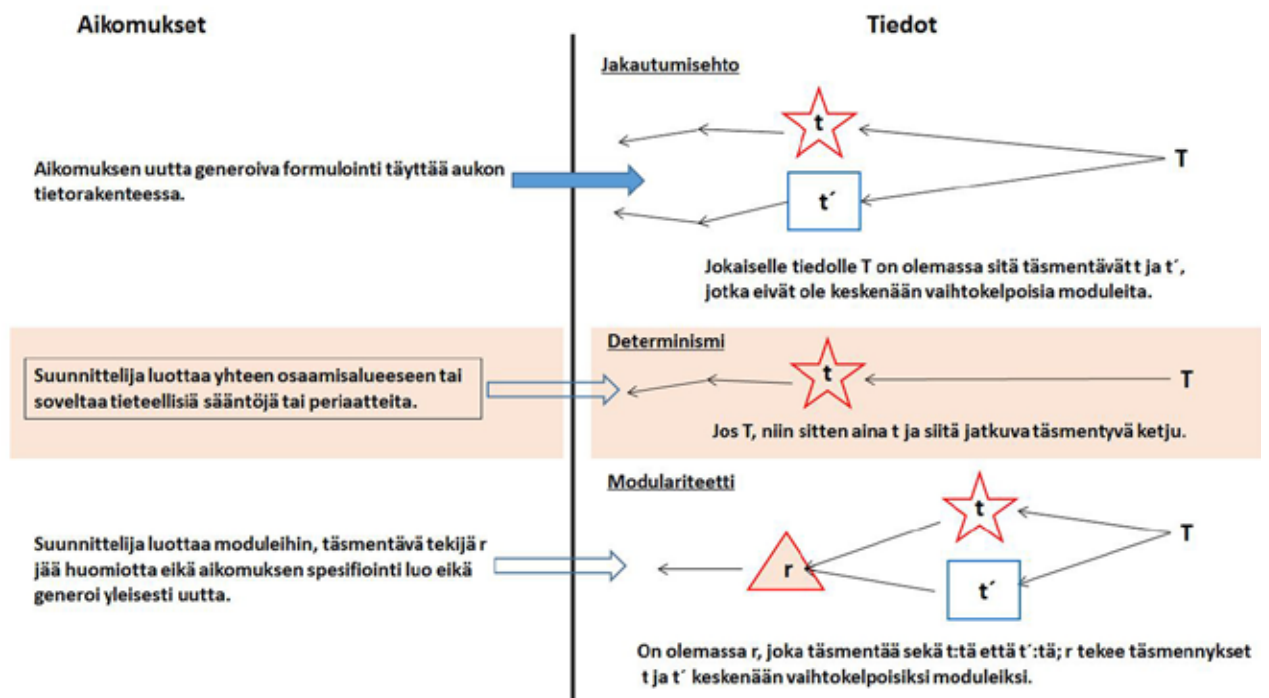 Aikomukset
Tiedot
Jakautumisehto
t
T
t´
Aikomuksen uutta generoiva formulointi täyttää aukon
tietorakenteessa.
Jokaiselle tiedolle T on olemassa sitä täsmentävät t ja t´,
jotka eivät ole keskenään vaihtokelpoisia moduleita.
Determinismi
Suunnittelija luottaa yhteen osaamisalueeseen tai
soveltaa tieteellisiä sääntöjä tai periaatteita.
t
T
Jos T, niin sitten aina t ja siitä jatkuva täsmentyvä ketju.
Modulariteetti
Suunnittelija luottaa moduleihin, täsmentävä tekijä r
jää huomiotta eikä aikomuksen spesifiointi luo eikä
generoi yleisesti uutta.
t
T
r
t´
On olemassa r, joka täsmentää sekä t:tä että t´:tä; r tekee täsmennykset
t ja t´ keskenään vaihtokelpoisiksi moduleiksi.